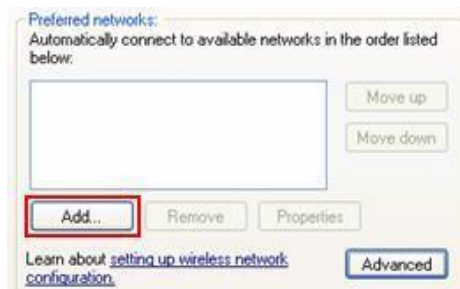 Preferred networks:
Automatically connect to available networks in the order listed
below:
Move up
Move down
Add...
Remove
Properties
Learn about setting up wireless network
configuration.
Advanced